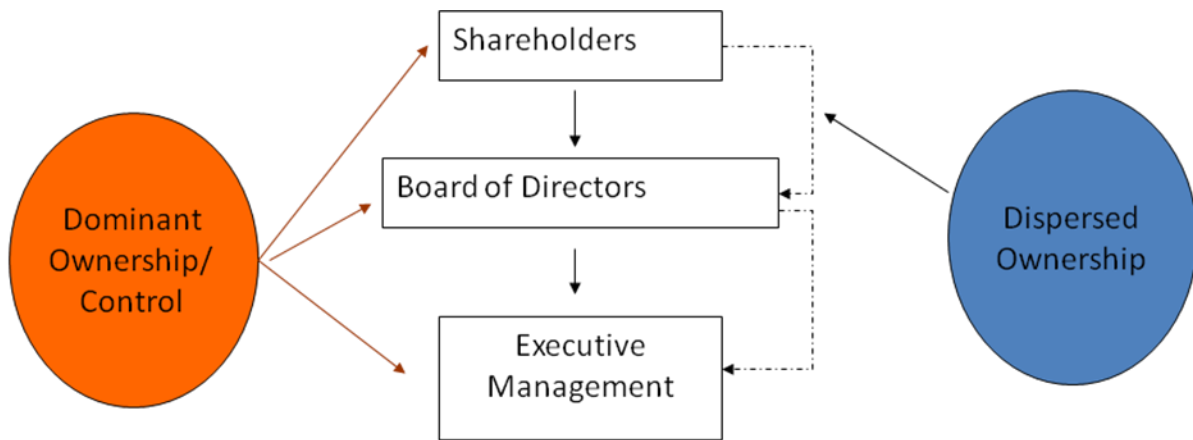 Shareholders
Board of Directors
Executive
Management
Dominant
Ownership/
Control
Dispersed
Ownership